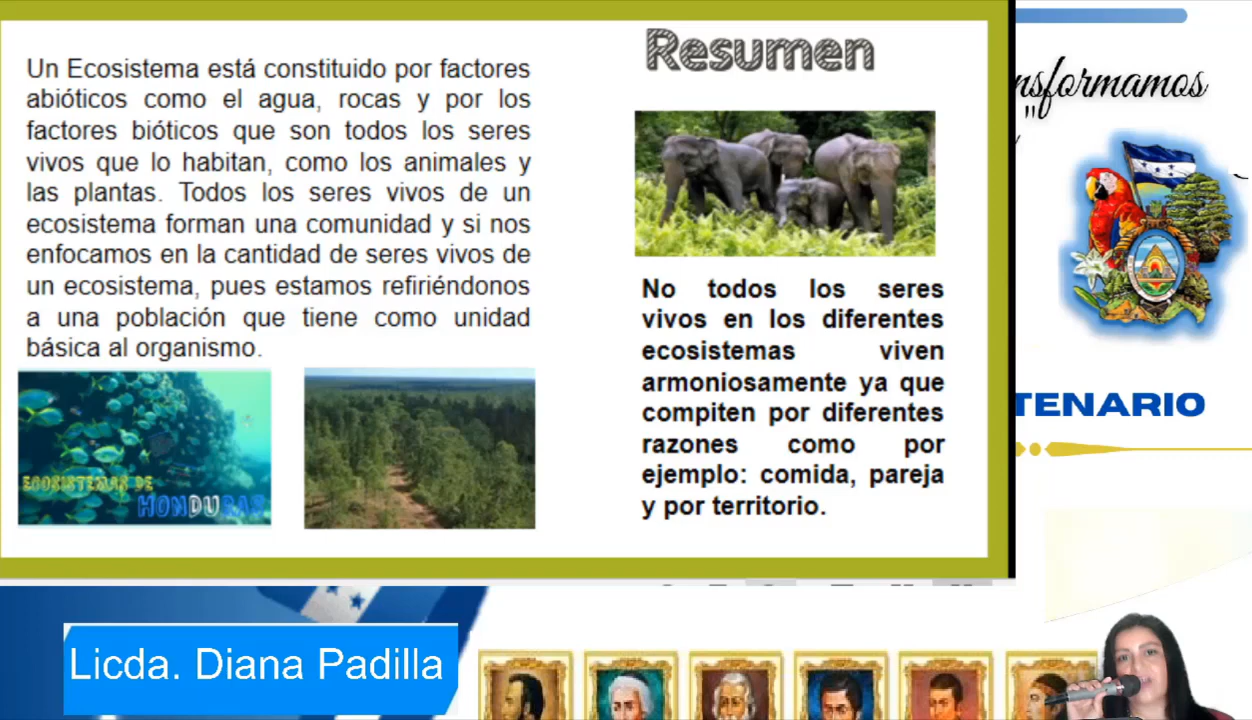 Resumen
Un Ecosistema está constituido por factores
abióticos como el agua, rocas y por los
factores bióticos que son todos los seres
vivos que lo habitan, como los animales y
las plantas. Todos los seres vivos de un
ecosistema forman una comunidad y si nos
enfocamos en la cantidad de seres vivos de
un ecosistema, pues estamos refiriéndonos
a una población que tiene como unidad
básica al organismo.
ECOSISTEMAS DE
HONDURAS
No todos los seres
vivos en los diferentes
ecosistemas viven
armoniosamente ya que
compiten por diferentes
razones como por
ejemplo: comida, pareja
y por territorio.
nsformamos
"
TENARIO
Licda. Diana Padilla